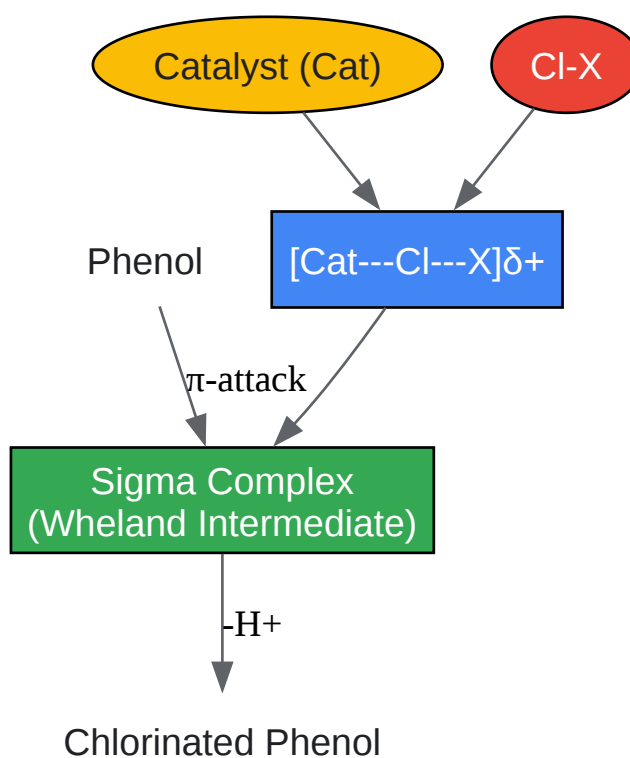 Catalyst (Cat)
Cl-X
Phenol
[Cat---Cl---X]δ+
π-attack
Sigma Complex
(Wheland Intermediate)
-H+
Chlorinated Phenol